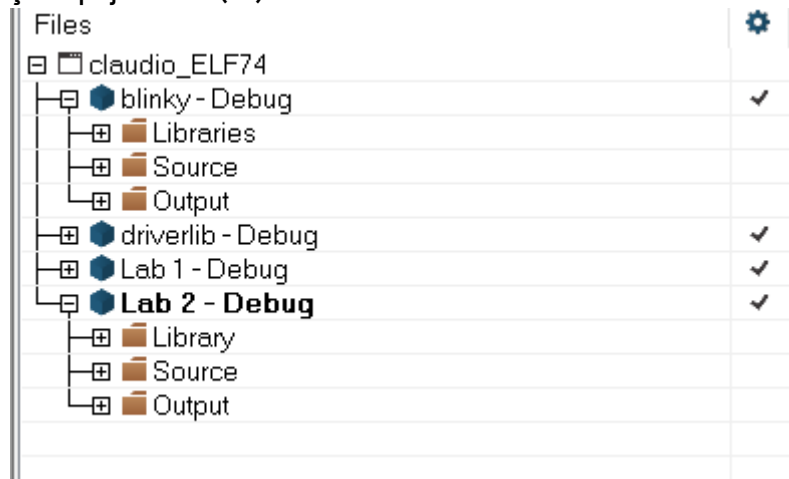 Files
claudio_ELF74
blinky - Debug
Libraries
Source
Output
driverlib - Debug
Lab 1 - Debug
Lab 2 - Debug
Library
Source
Output